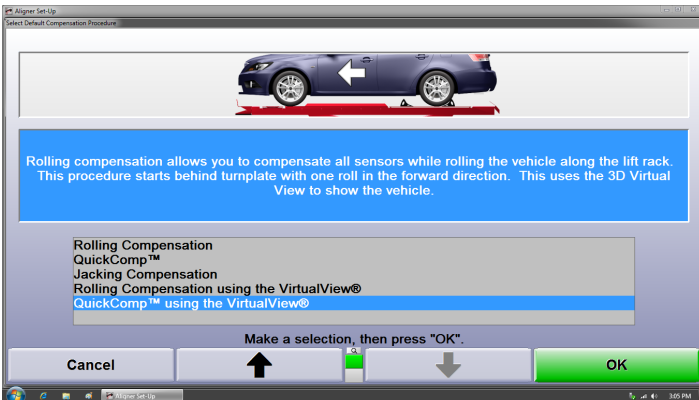 Aligner Set-Up
Select Default Compensation Procedure
Rolling compensation allows you to compensate all sensors while rolling the vehicle along the lift rack.
This procedure starts behind turnplate with one roll in the forward direction.  This uses the 3D Virtual
View to show the vehicle.
Rolling Compensation
QuickComp™
Jacking Compensation
Rolling Compensation using the VirtualView®
QuickComp™ using the VirtualView®
Make a selection, then press "OK".
Cancel
OK
Aligner Set-Up
3:05 PM